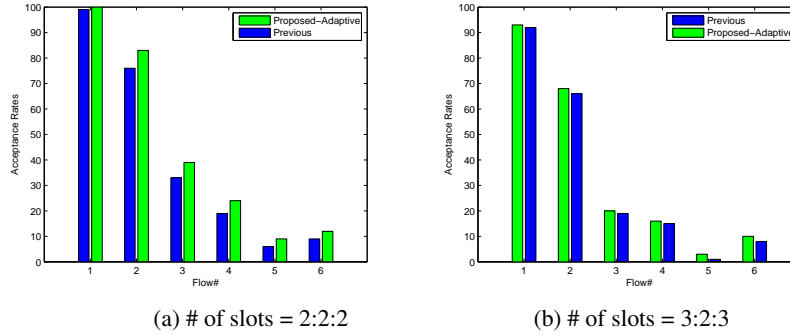 100
90
80
70
60
50
40
30
20
10
0
Acceptance Rates
1 2 3 4 5 6
Flow#
Proposed-Adaptive
Previous
(a) # of slots = 2:2:2
100
90
80
70
60
50
40
30
20
10
0
Acceptance Rates
1 2 3 4 5 6
Flow#
Previous
Proposed-Adaptive
(b) # of slots = 3:2:3